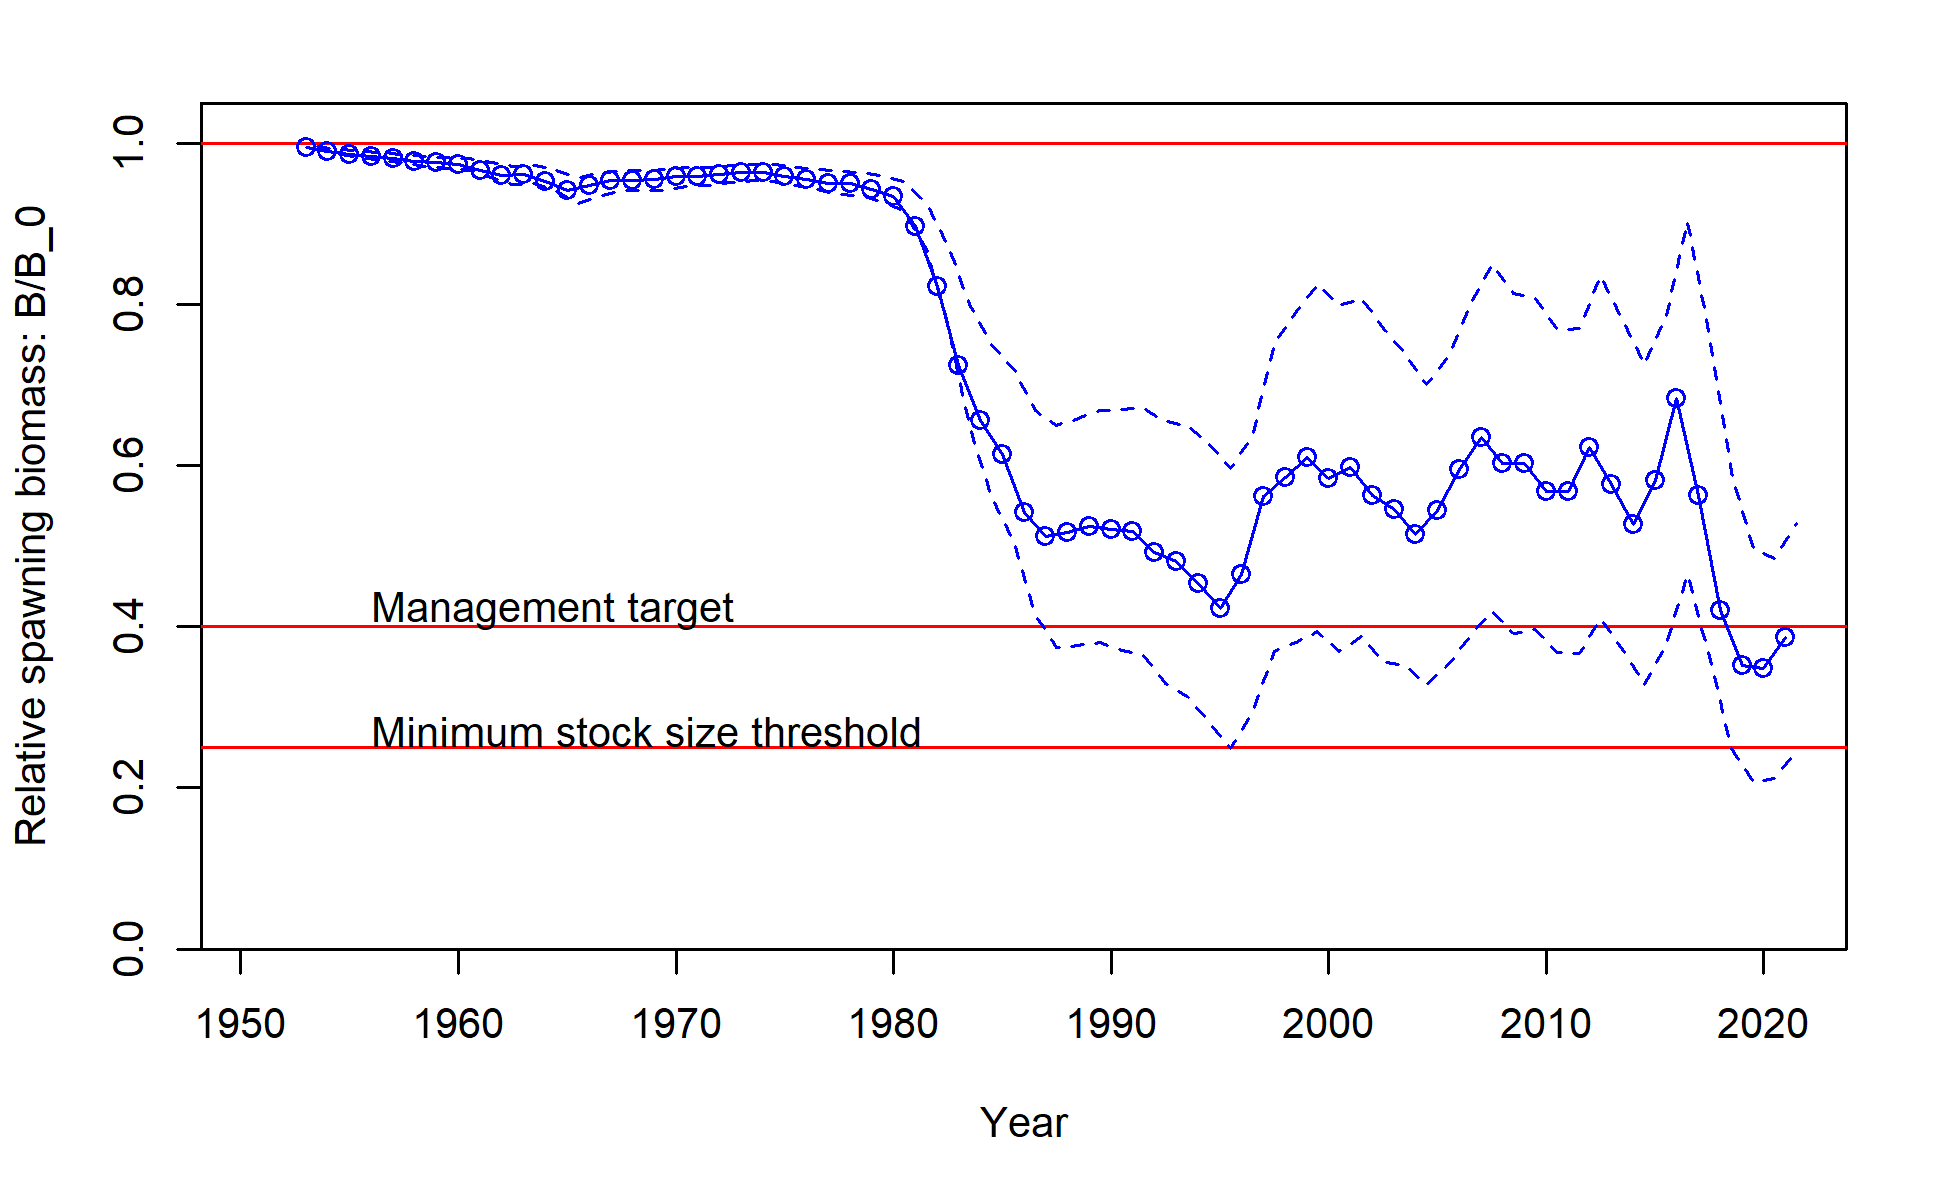 Relative spawning biomass: B/B_0
1.0
0.8
0.6
0.4
0.2
0.0
Management target
Minimum stock size threshold
1950 1960 1970 1980 1990 2000 2010 2020
Year